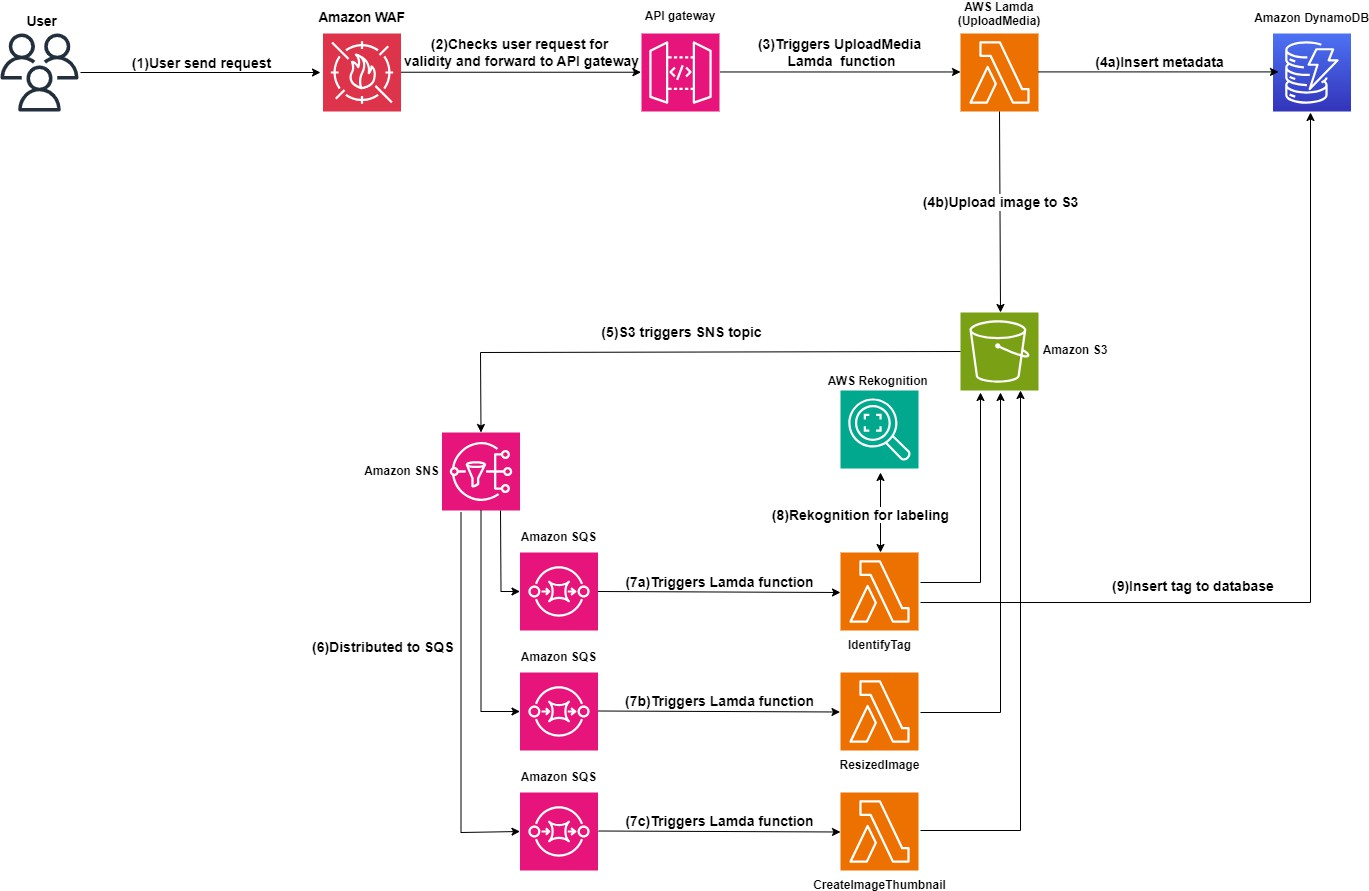 User
Amazon WAF
API gateway
AWS Lamda
(UploadMedia)
Amazon DynamoDB
(1)User send request
(2)Checks user request for
validity and forward to API gateway
(3)Triggers UploadMedia
Lamda function
(4a)Insert metadata
(4b)Upload image to S3
(5)S3 triggers SNS topic
Amazon S3
AWS Rekognition
Amazon SNS
(8)Rekognition for labeling
Amazon SQS
(7a)Triggers Lamda function
(9)Insert tag to database
IdentifyTag
(6)Distributed to SQS
Amazon SQS
(7b)Triggers Lamda function
ResizedImage
Amazon SQS
(7c)Triggers Lamda function
CreateImageThumbnail